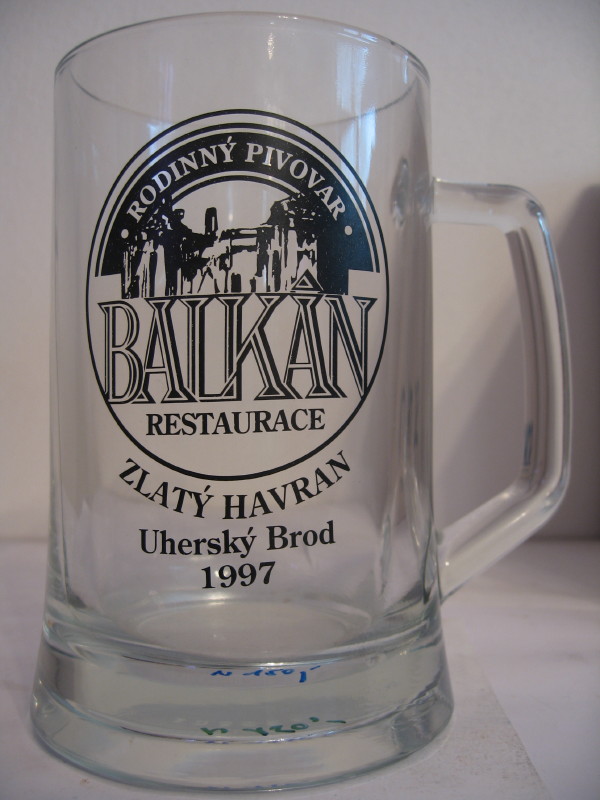 • RODINNÝ PIVOVAR •
BALKÁN
RESTAURACE
ZLATÝ HAVRAN
Uherský Brod
1997